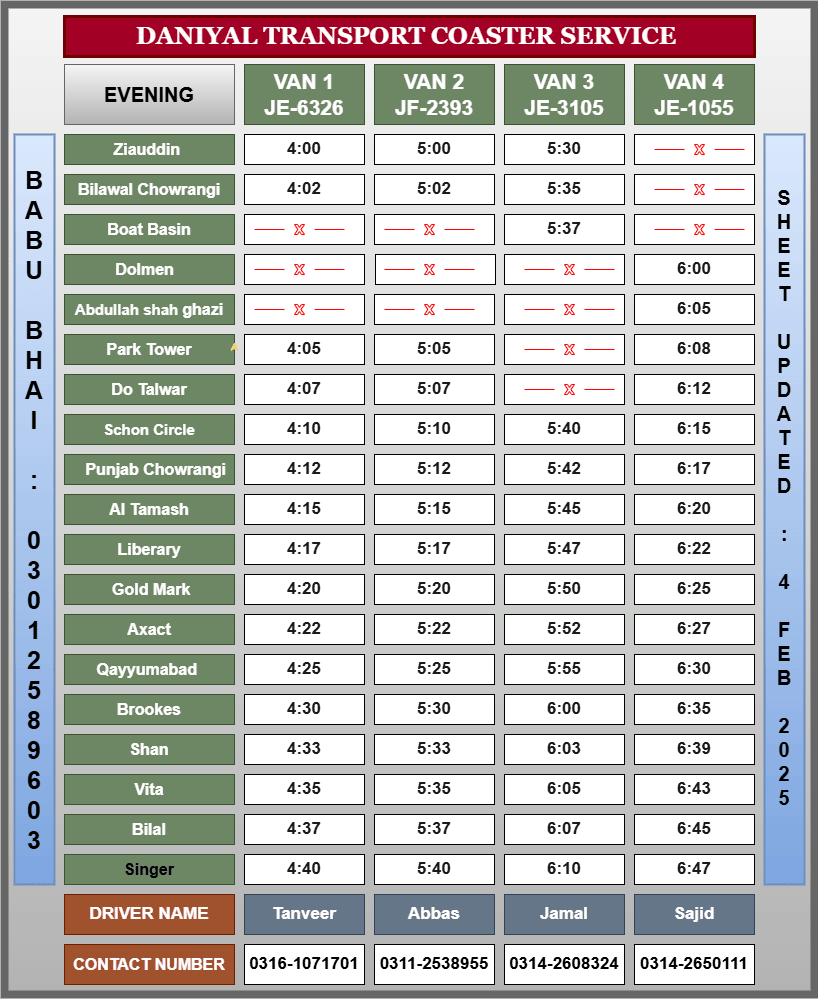 DANIYAL TRANSPORT COASTER SERVICE
EVENING VAN 1 JE-6326 VAN 2 JF-2393 VAN 3 JE-3105 VAN 4 JE-1055
Ziauddin 4:00 5:00 5:30 X
Bilawal Chowrangi 4:02 5:02 5:35 X
Boat Basin X X 5:37 X
Dolmen X X X 6:00
Abdullah shah ghazi X X X 6:05
Park Tower 4:05 5:05 X 6:08
Do Talwar 4:07 5:07 X 6:12
Schon Circle 4:10 5:10 5:40 6:15
Punjab Chowrangi 4:12 5:12 5:42 6:17
Al Tamash 4:15 5:15 5:45 6:20
Liberary 4:17 5:17 5:47 6:22
Gold Mark 4:20 5:20 5:50 6:25
Axact 4:22 5:22 5:52 6:27
Qayyumabad 4:25 5:25 5:55 6:30
Brookes 4:30 5:30 6:00 6:35
Shan 4:33 5:33 6:03 6:39
Vita 4:35 5:35 6:05 6:43
Bilal 4:37 5:37 6:07 6:45
Singer 4:40 5:40 6:10 6:47
DRIVER NAME Tanveer Abbas Jamal Sajid
CONTACT NUMBER 0316-1071701 0311-2538955 0314-2608324 0314-2650111
BABU BHAI : 03012589603
SHEET UPDATED : 4 FEB 2025